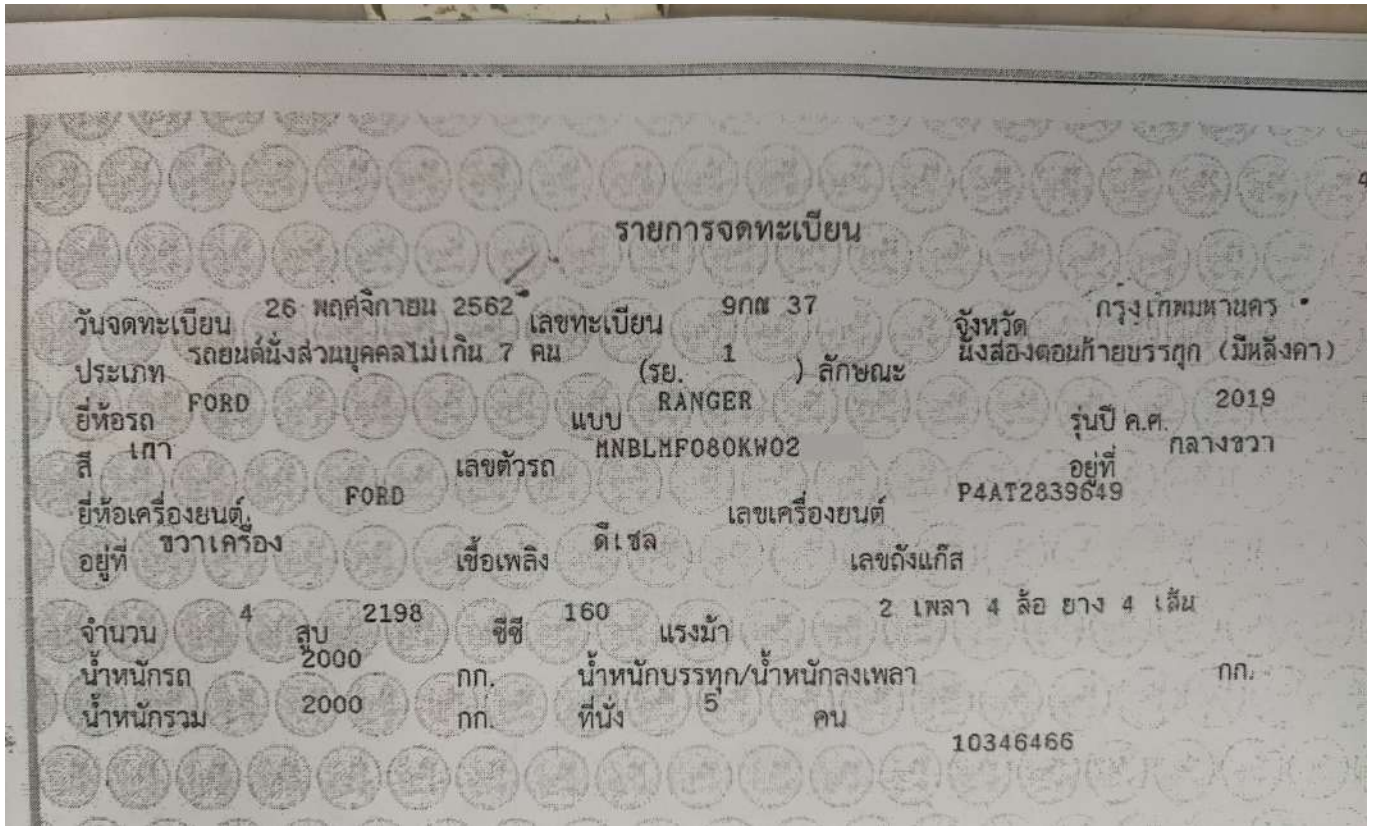 รายการจดทะเบียน
วันจดทะเบียน 26 พฤศจิกายน 2562 เลขทะเบียน 9กณ 37 จังหวัด กรุงเทพมหานคร
ประเภท รถยนต์นั่งส่วนบุคคลไม่เกิน 7 คน (รย. 1 ) ลักษณะ นั่งสองตอนท้ายบรรทุก (มีหลังคา)
ยี่ห้อรถ FORD แบบ RANGER รุ่นปี ค.ศ. 2019
สี เทา เลขตัวรถ MNBLMF080KW02 อยู่ที่ กลางขวา
ยี่ห้อเครื่องยนต์ FORD เลขเครื่องยนต์ P4AT2839649
อยู่ที่ ขวาเครื่อง เชื้อเพลิง ดีเซล เลขถังแก๊ส
จำนวน 4 สูบ 2198 ซีซี 160 แรงม้า 2 เพลา 4 ล้อ ยาง 4 เส้น
น้ำหนักรถ 2000 กก. น้ำหนักบรรทุก/น้ำหนักลงเพลา กก.
น้ำหนักรวม 2000 กก. ที่นั่ง 5 คน
10346466